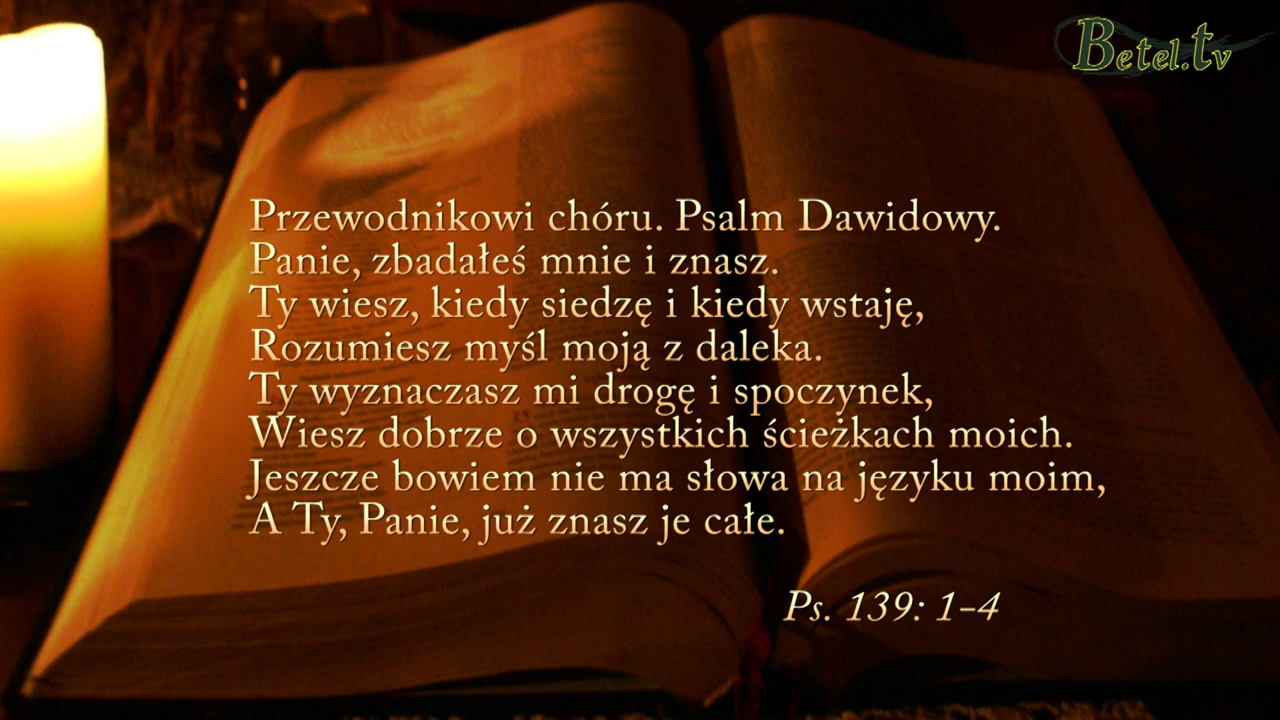 Betel.tv
Przewodnikowi chóru. Psalm Dawidowy.
Panie, zbadałeś mnie i znasz.
Ty wiesz, kiedy siedzę i kiedy wstaję,
Rozumiesz myśl moją z daleka.
Ty wyznaczasz mi drogę i spoczynek,
Wiesz dobrze o wszystkich ścieżkach moich.
Jeszcze bowiem nie ma słowa na języku moim,
A Ty, Panie, już znasz je całe.
Ps. 139: 1-4